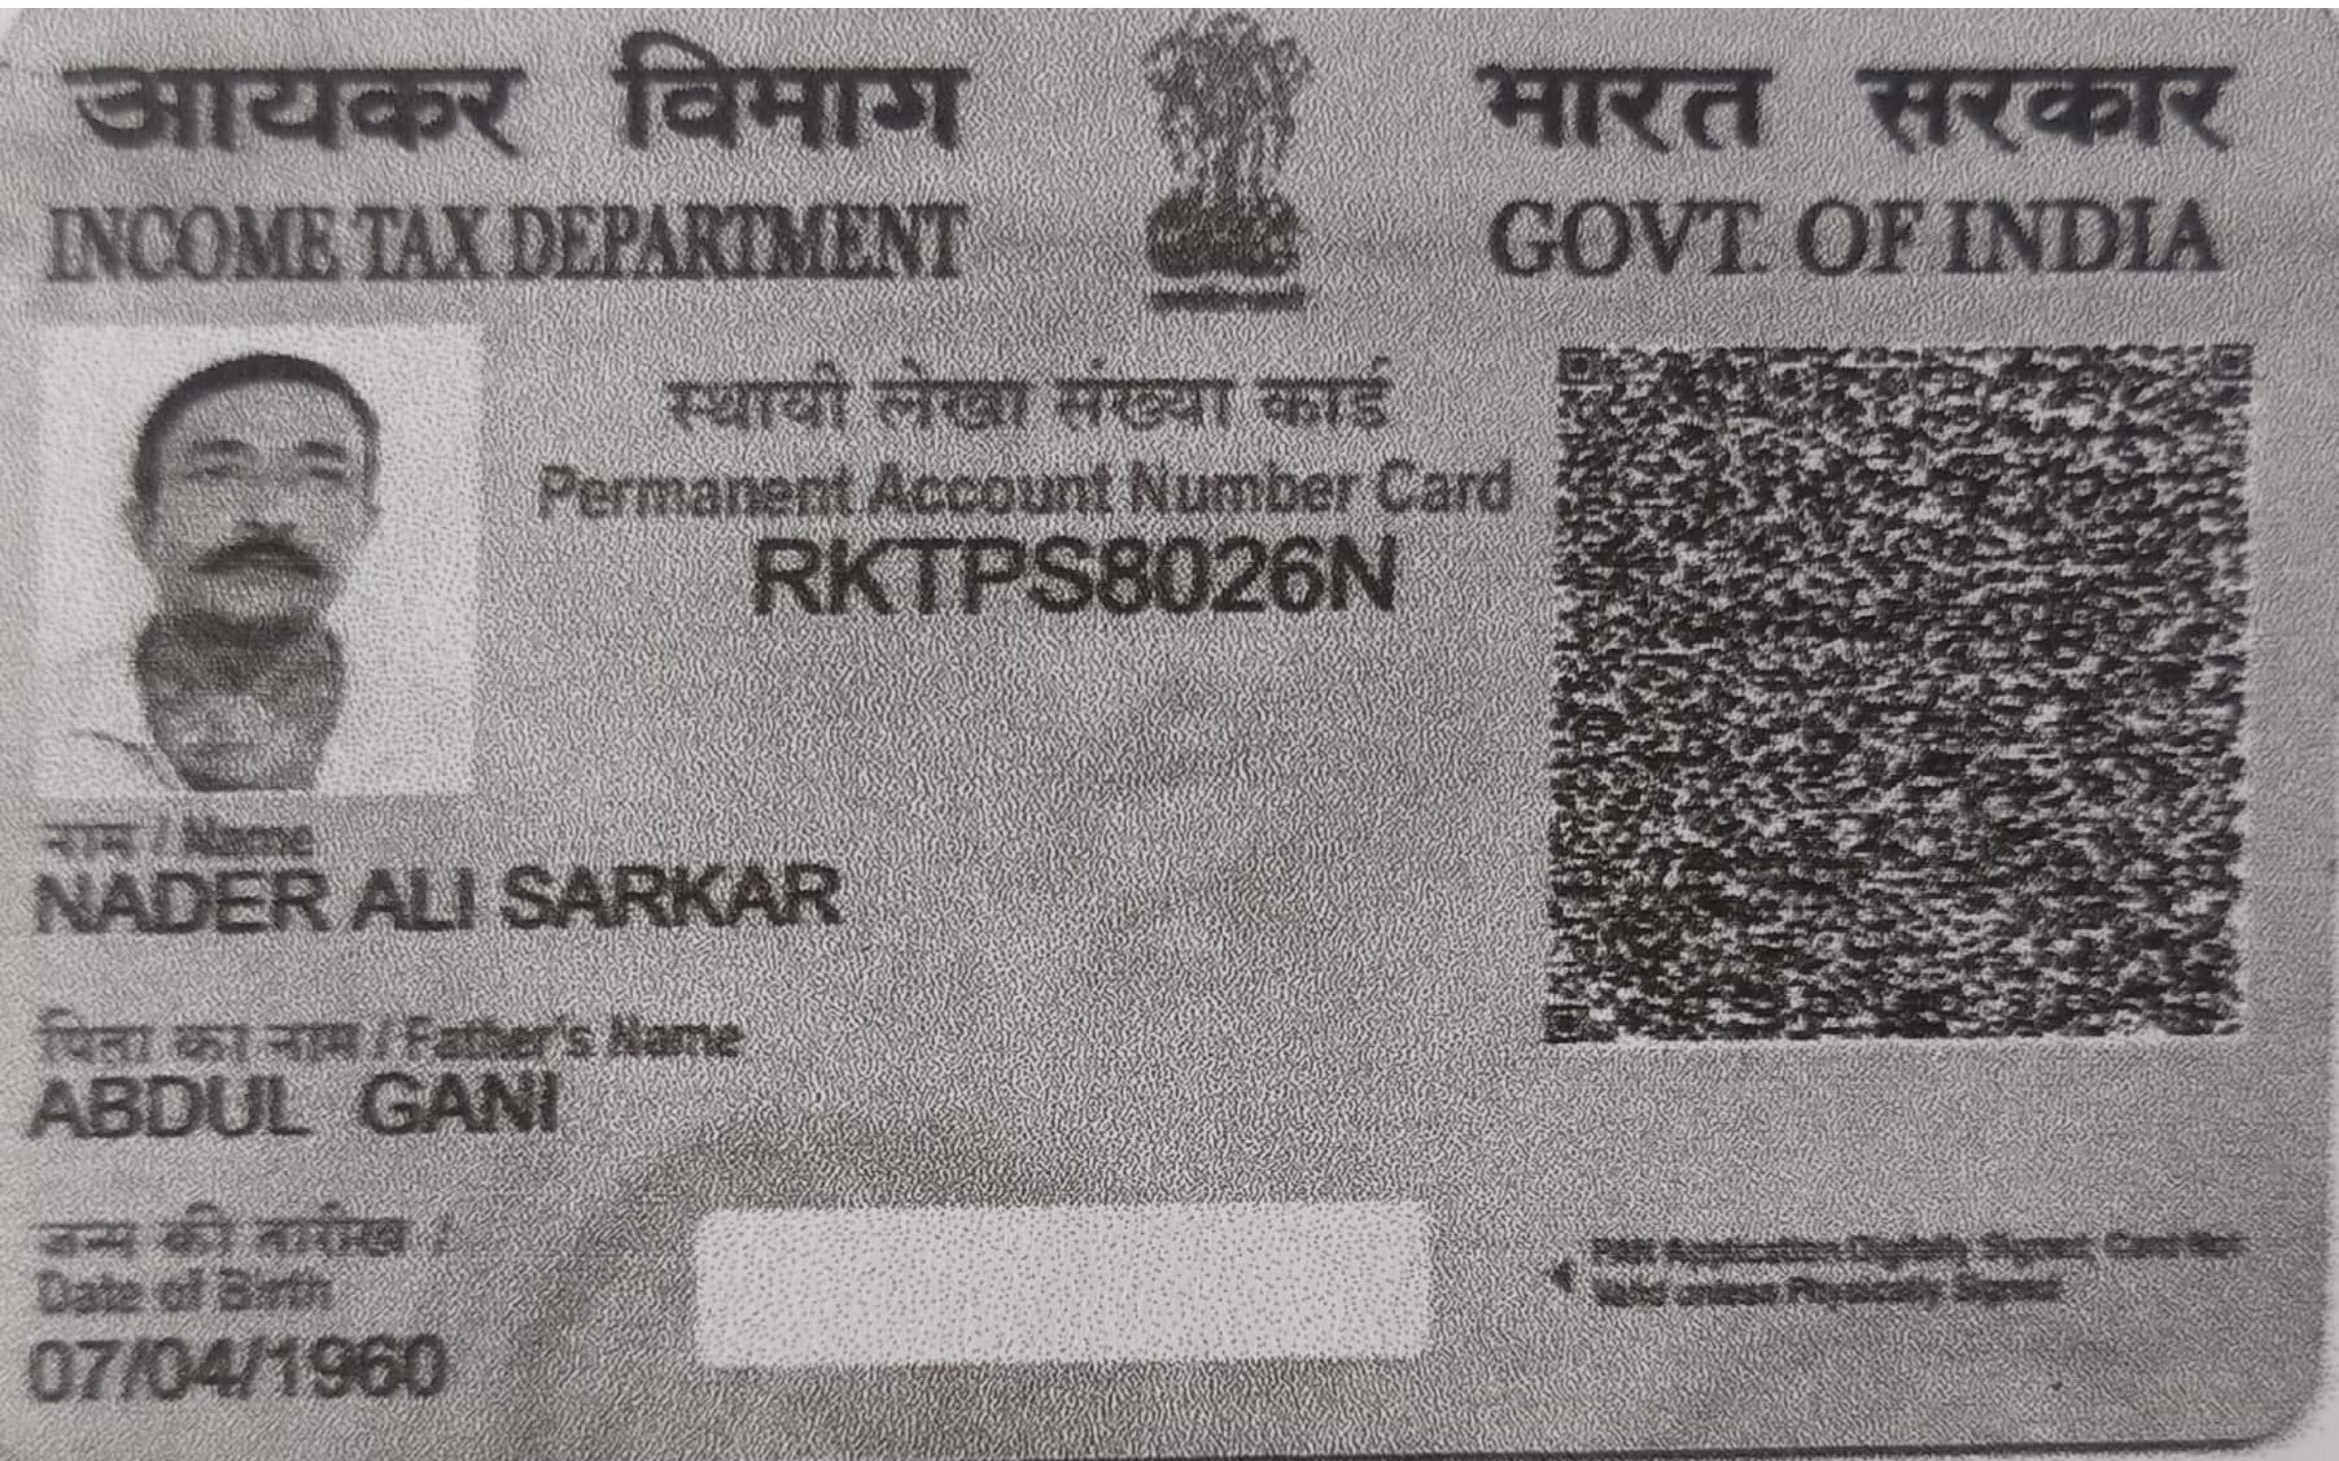 आयकर विभाग
भारत सरकार
INCOME TAX DEPARTMENT
GOVT. OF INDIA
स्थायी लेखा संख्या कार्ड
Permanent Account Number Card
RKTPS8026N
नाम / Name
NADER ALI SARKAR
पिता का नाम / Father's Name
ABDUL GANI
जन्म की तारीख /
Date of Birth
07/04/1960
PAN Application Digitally Signed, Card Not
Valid unless Physically Signed